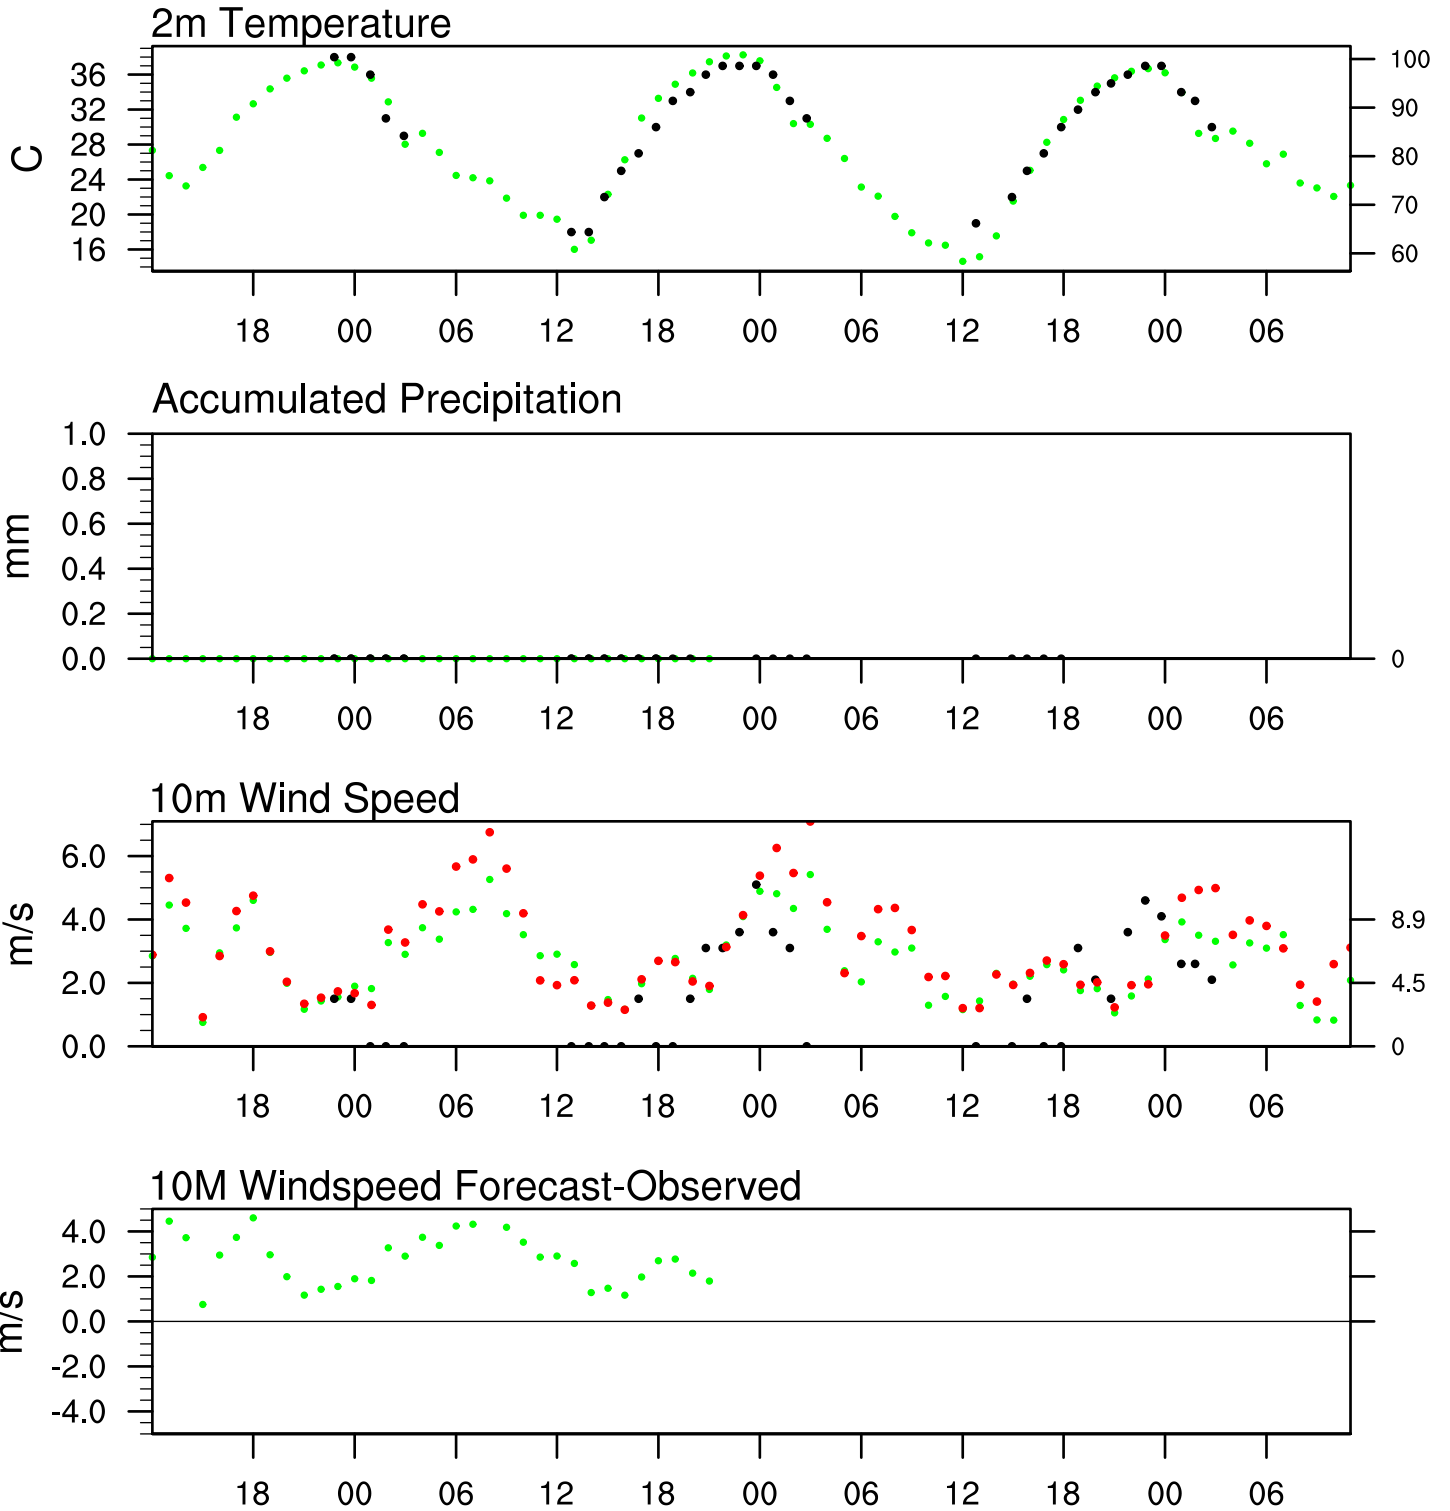 2m Temperature
36
32
28
24
20
16
C
100
90
80
70
60
18 00 06 12 18 00 06 12 18 00 06
Accumulated Precipitation
1.0
0.8
0.6
0.4
0.2
0.0
mm
0
18 00 06 12 18 00 06 12 18 00 06
10m Wind Speed
6.0
4.0
2.0
0.0
m/s
8.9
4.5
0
18 00 06 12 18 00 06 12 18 00 06
10M Windspeed Forecast-Observed
4.0
2.0
0.0
-2.0
-4.0
m/s
18 00 06 12 18 00 06 12 18 00 06